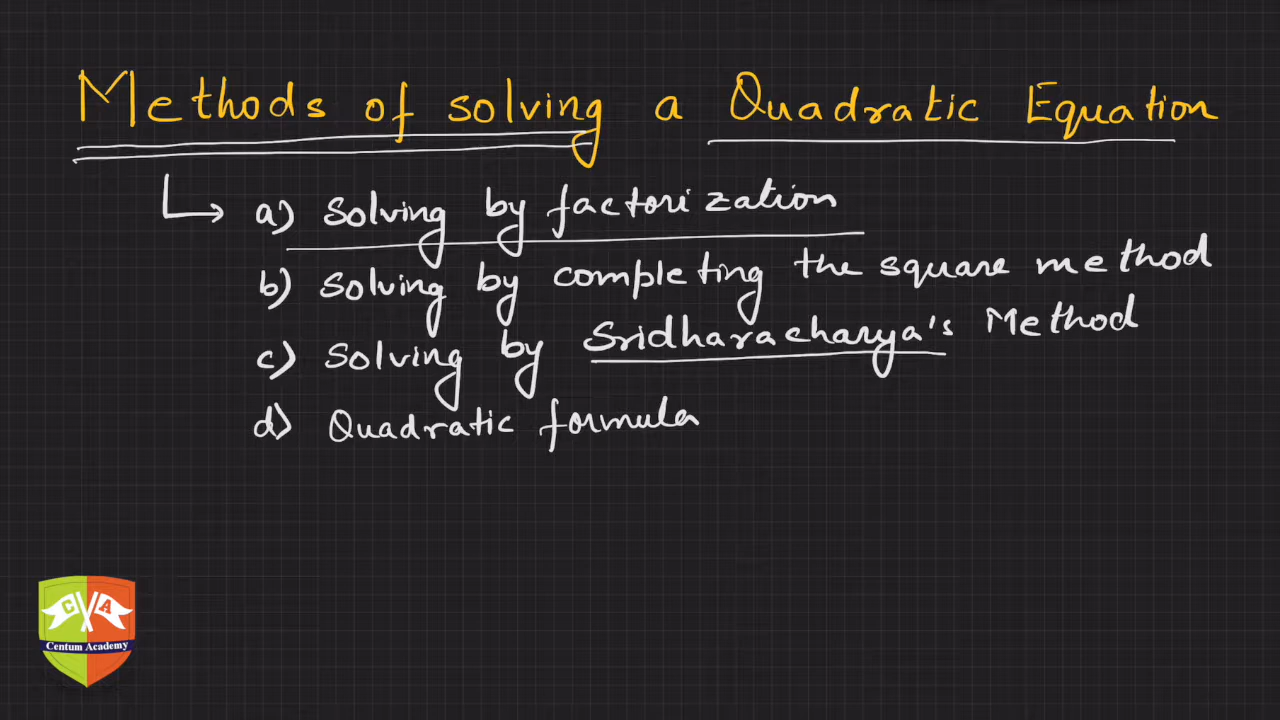 Methods of solving a Quadratic Equation
a) Solving by factorization
b) Solving by completing the square method
c) Solving by Sridharacharya's Method
d) Quadratic formula
C A
Centum Academy